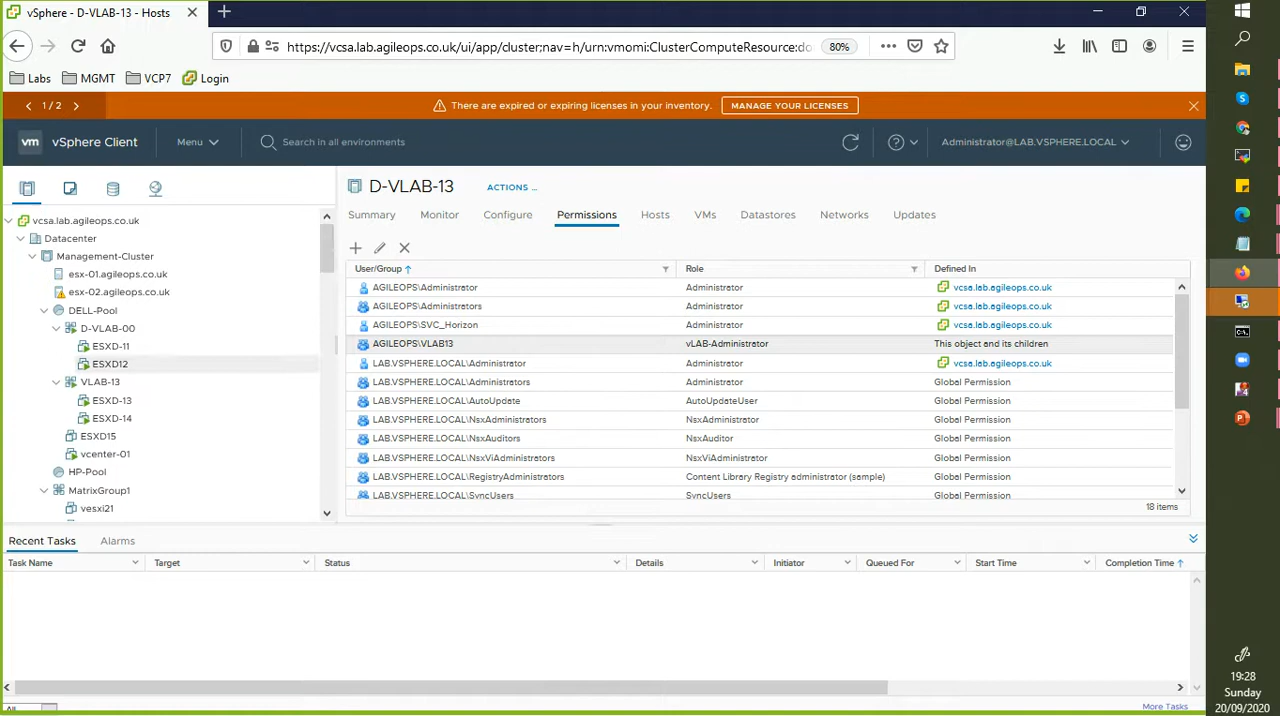 vSphere - D-VLAB-13 - Hosts
https://vcsa.lab.agileops.co.uk/ui/app/cluster;nav=h/urn:vmomi:ClusterComputeResource:do
80%
Labs MGMT VCP7 Login
1 / 2
There are expired or expiring licenses in your inventory. MANAGE YOUR LICENSES
vm vSphere Client Menu Search in all environments Administrator@LAB.VSPHERE.LOCAL
D-VLAB-13 ACTIONS ...
Summary Monitor Configure Permissions Hosts VMs Datastores Networks Updates
vcsa.lab.agileops.co.uk
Datacenter
Management-Cluster
esx-01.agileops.co.uk
esx-02.agileops.co.uk
DELL-Pool
D-VLAB-00
ESXD-11
ESXD12
VLAB-13
ESXD-13
ESXD-14
ESXD15
vcenter-01
HP-Pool
MatrixGroup1
vesxi21
User/Group Role Defined In
AGILEOPS\Administrator Administrator vcsa.lab.agileops.co.uk
AGILEOPS\Administrators Administrator vcsa.lab.agileops.co.uk
AGILEOPS\SVC_Horizon Administrator vcsa.lab.agileops.co.uk
AGILEOPS\VLAB13 vLAB-Administrator This object and its children
LAB.VSPHERE.LOCAL\Administrator Administrator vcsa.lab.agileops.co.uk
LAB.VSPHERE.LOCAL\Administrators Administrator Global Permission
LAB.VSPHERE.LOCAL\AutoUpdate AutoUpdateUser Global Permission
LAB.VSPHERE.LOCAL\NsxAdministrators NsxAdministrator Global Permission
LAB.VSPHERE.LOCAL\NsxAuditors NsxAuditor Global Permission
LAB.VSPHERE.LOCAL\NsxViAdministrators NsxViAdministrator Global Permission
LAB.VSPHERE.LOCAL\RegistryAdministrators Content Library Registry administrator (sample) Global Permission
LAB.VSPHERE.LOCAL\SyncUsers SyncUsers Global Permission
18 items
Recent Tasks Alarms
Task Name Target Status Details Initiator Queued For Start Time Completion Time
All
More Tasks
19:28
Sunday
20/09/2020